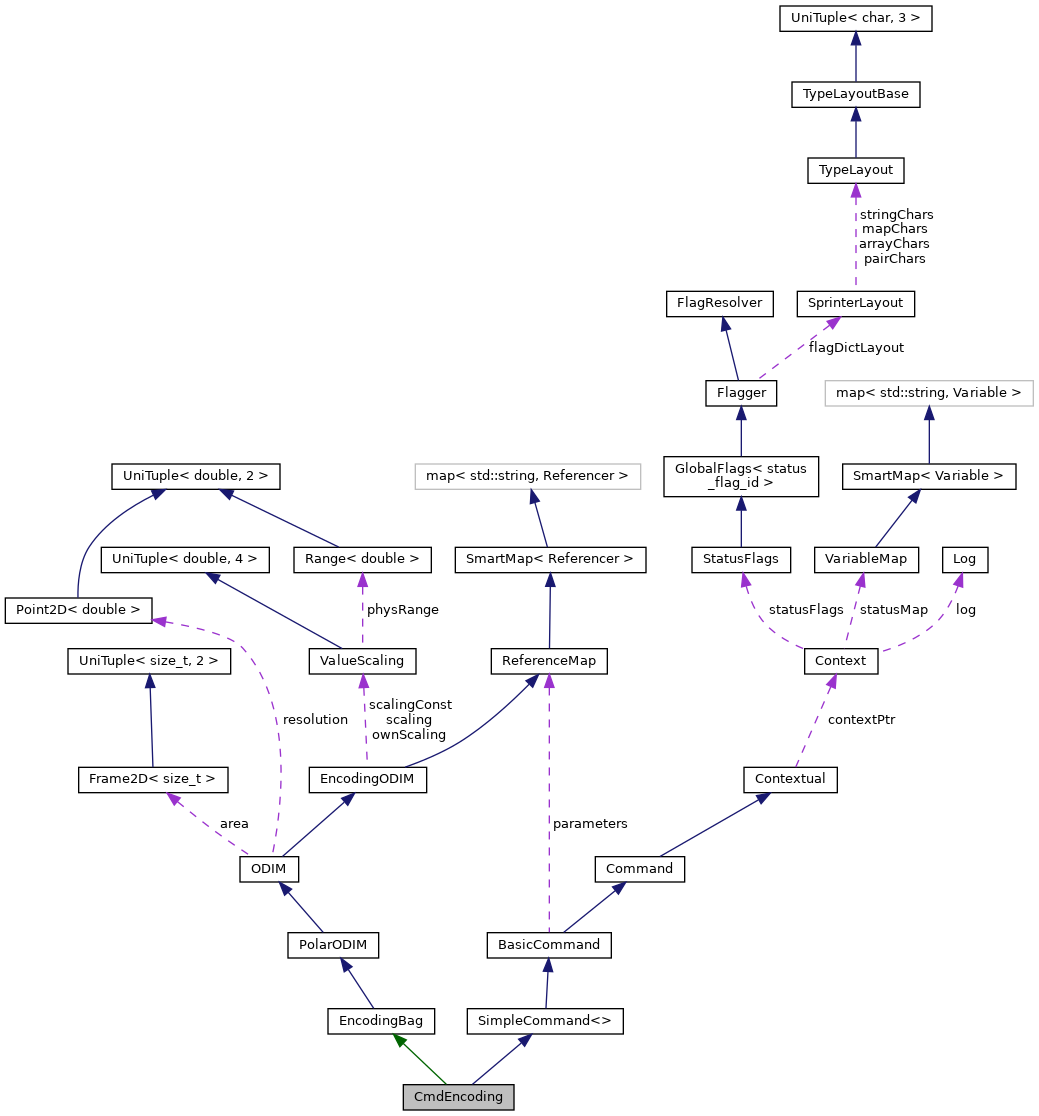 UniTuple< char, 3 >
TypeLayoutBase
TypeLayout
stringChars
mapChars
arrayChars
pairChars
FlagResolver
SprinterLayout
flagDictLayout
Flagger
map< std::string, Variable >
UniTuple< double, 2 >
map< std::string, Referencer >
GlobalFlags< status
_flag_id >
SmartMap< Variable >
UniTuple< double, 4 >
Range< double >
SmartMap< Referencer >
StatusFlags
VariableMap
Log
Point2D< double >
physRange
statusFlags
statusMap
log
UniTuple< size_t, 2 >
ValueScaling
ReferenceMap
Context
resolution
scalingConst
scaling
ownScaling
contextPtr
Frame2D< size_t >
EncodingODIM
Contextual
area
parameters
ODIM
Command
PolarODIM
BasicCommand
EncodingBag
SimpleCommand<>
CmdEncoding